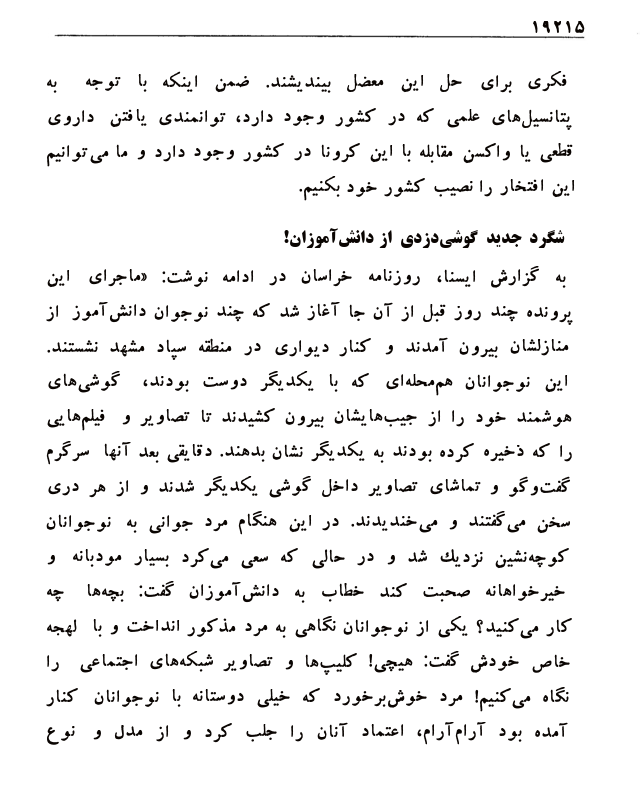 ۱۹۲۱۵
فکری برای حل این معضل بیندیشند. ضمن اینکه با توجه به
پتانسیل‌های علمی که در کشور وجود دارد، توانمندی یافتن داروی
قطعی یا واکسن مقابله با این کرونا در کشور وجود دارد و ما می‌توانیم
این افتخار را نصیب کشور خود بکنیم.
شگرد جدید گوشی‌دزدی از دانش‌آموزان!
به گزارش ایسنا، روزنامه خراسان در ادامه نوشت: «ماجرای این
پرونده چند روز قبل از آن جا آغاز شد که چند نوجوان دانش‌آموز از
منازلشان بیرون آمدند و کنار دیواری در منطقه سپاد مشهد نشستند.
این نوجوانان هم‌محله‌ای که با یکدیگر دوست بودند، گوشی‌های
هوشمند خود را از جیب‌هایشان بیرون کشیدند تا تصاویر و فیلم‌هایی
را که ذخیره کرده بودند به یکدیگر نشان بدهند. دقایقی بعد آنها سرگرم
گفت‌وگو و تماشای تصاویر داخل گوشی یکدیگر شدند و از هر دری
سخن می‌گفتند و می‌خندیدند. در این هنگام مرد جوانی به نوجوانان
کوچه‌نشین نزدیك شد و در حالی که سعی می‌کرد بسیار مودبانه و
خیرخواهانه صحبت کند خطاب به دانش‌آموزان گفت: بچه‌ها چه
کار می‌کنید؟ یکی از نوجوانان نگاهی به مرد مذکور انداخت و با لهجه
خاص خودش گفت: هیچی! کلیپ‌ها و تصاویر شبکه‌های اجتماعی را
نگاه می‌کنیم! مرد خوش‌برخورد که خیلی دوستانه با نوجوانان کنار
آمده بود آرام‌آرام، اعتماد آنان را جلب کرد و از مدل و نوع